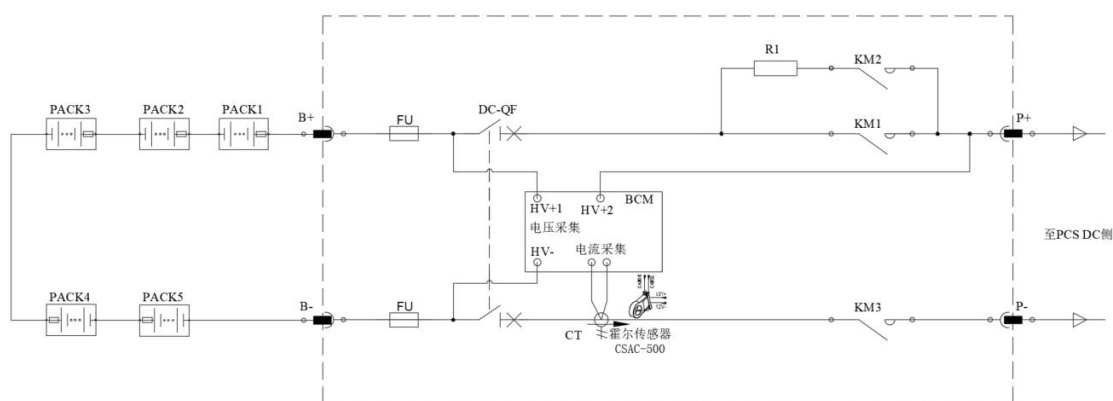 R1
KM2
PACK3
PACK2
PACK1
B+
FU
DC-QF
KM1
P+
HV+1
HV+2
BCM
电压采集
HV-
电流采集
至PCS DC侧
PACK4
PACK5
B-
FU
CT
霍尔传感器
CSAC-500
KM3
P-